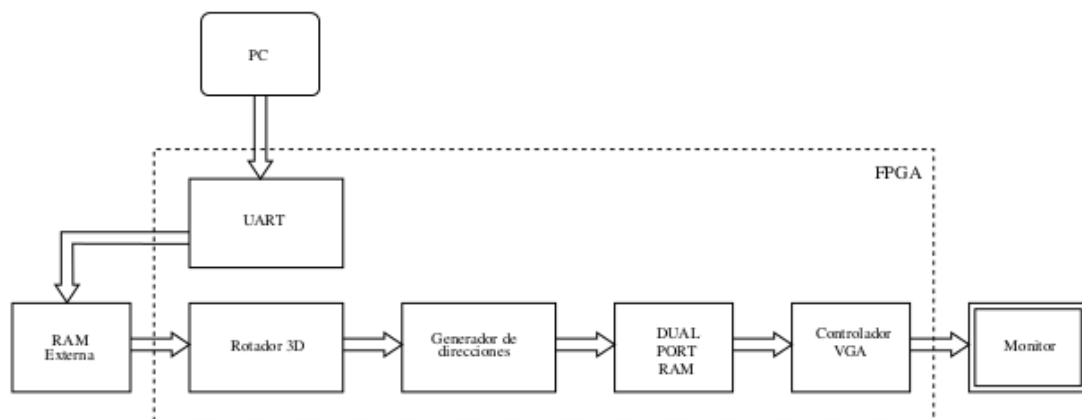 PC
FPGA
UART
RAM
Externa
Rotador 3D
Generador de
direcciones
DUAL
PORT
RAM
Controlador
VGA
Monitor